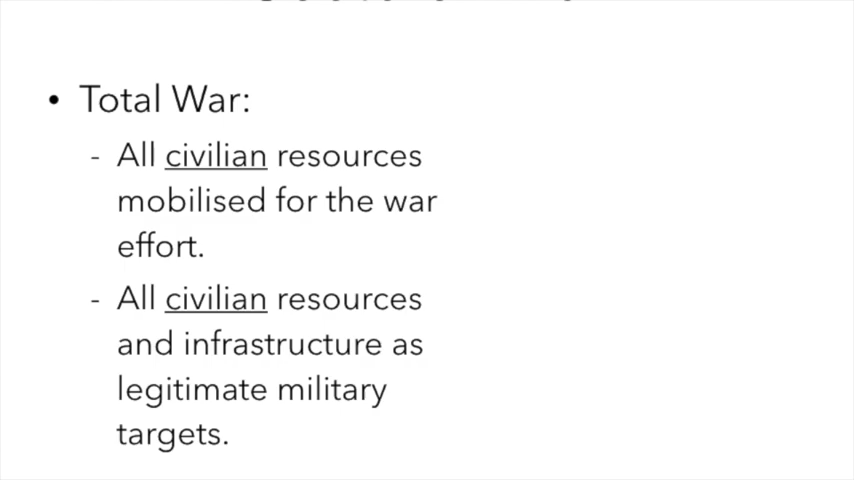 • Total War:
- All civilian resources
mobilised for the war
effort.
- All civilian resources
and infrastructure as
legitimate military
targets.